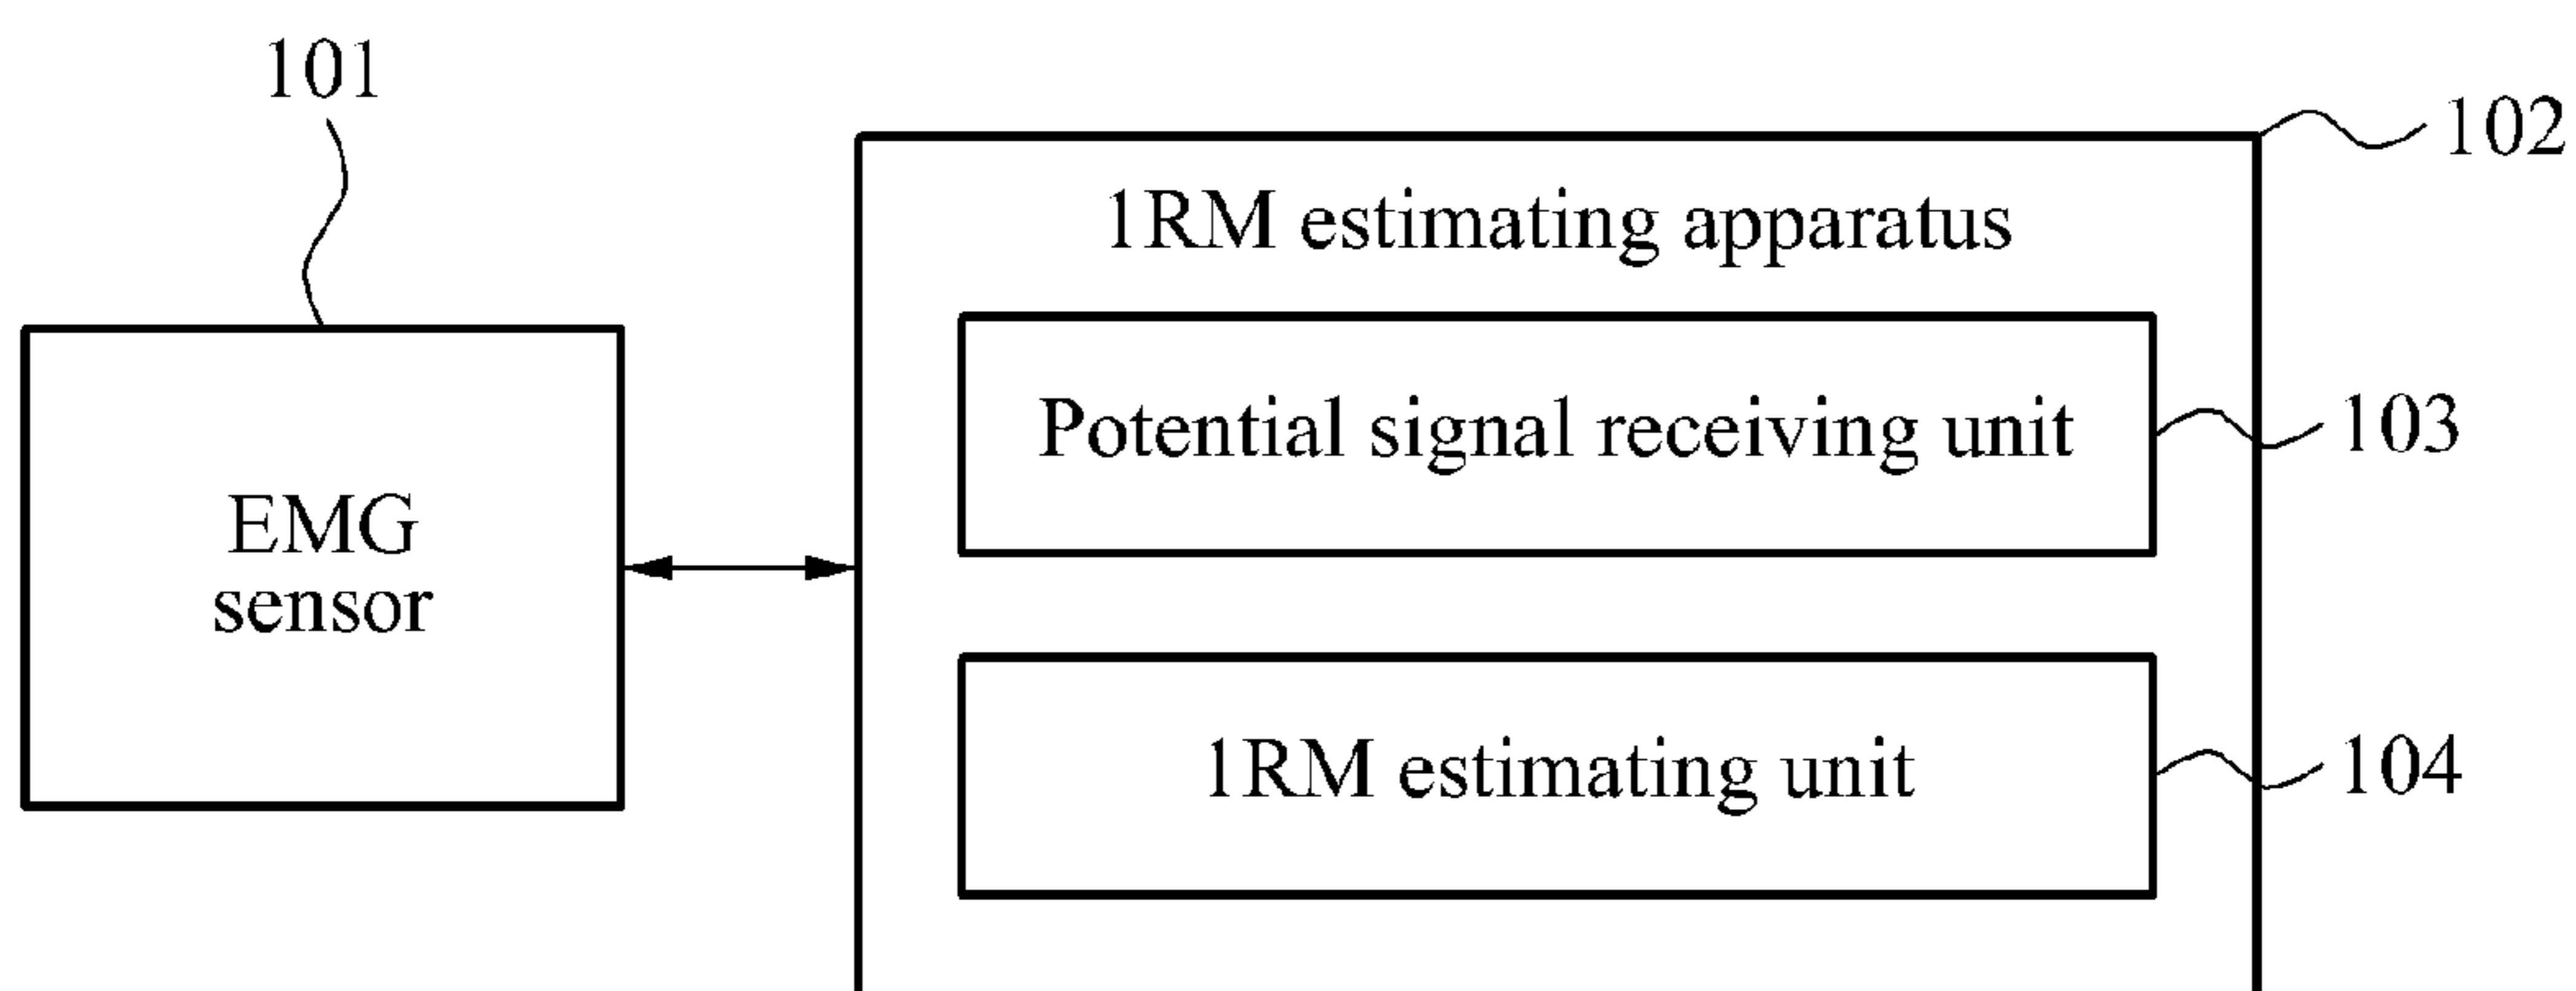 101
102
1RM estimating apparatus
Potential signal receiving unit
103
EMG
sensor
1RM estimating unit
104